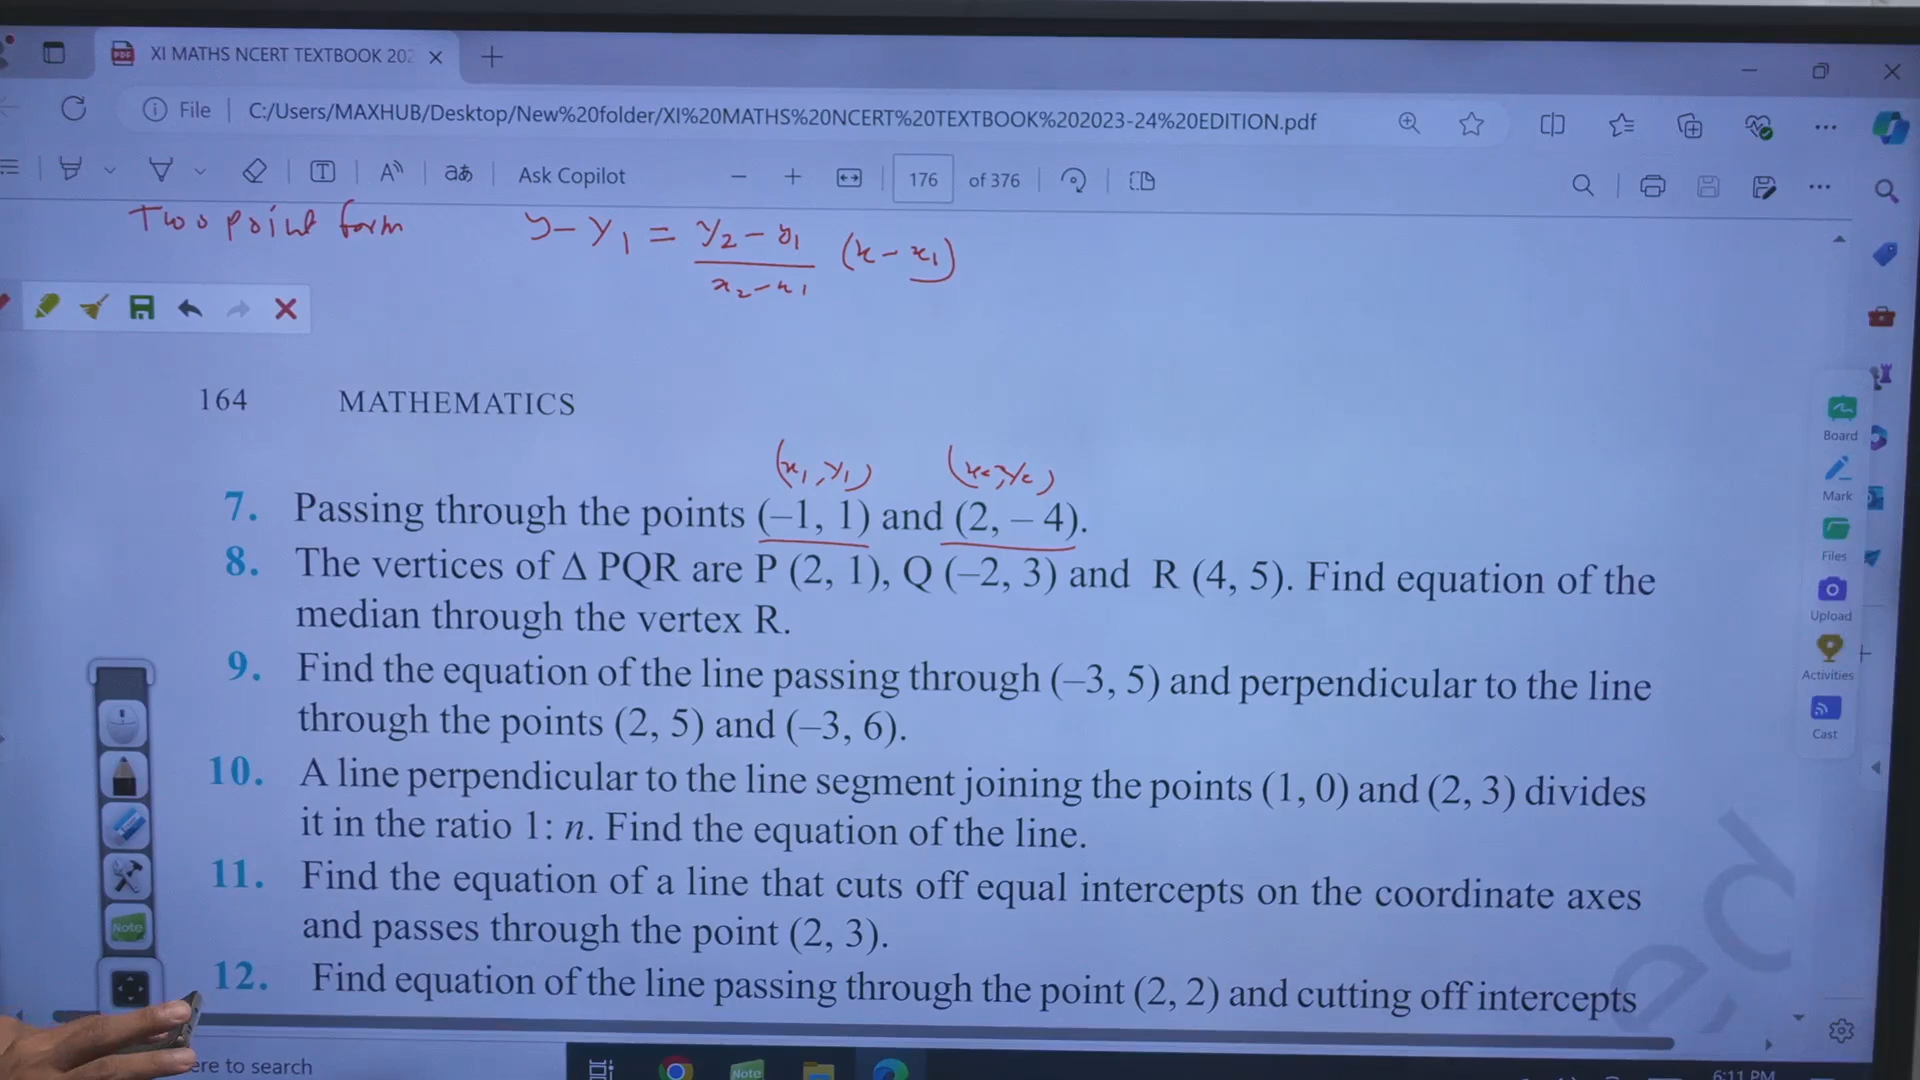 XI MATHS NCERT TEXTBOOK 202
File C:/Users/MAXHUB/Desktop/New%20folder/XI%20MATHS%20NCERT%20TEXTBOOK%202023-24%20EDITION.pdf
Ask Copilot 176 of 376
Two point form y - y₁ = (y₂ - y₁)/(x₂ - x₁) (x - x₁)
164 MATHEMATICS
(x₁, y₁) (x₂, y₂)
7. Passing through the points (–1, 1) and (2, – 4).
8. The vertices of Δ PQR are P (2, 1), Q (–2, 3) and R (4, 5). Find equation of the
median through the vertex R.
9. Find the equation of the line passing through (–3, 5) and perpendicular to the line
through the points (2, 5) and (–3, 6).
10. A line perpendicular to the line segment joining the points (1, 0) and (2, 3) divides
it in the ratio 1: n. Find the equation of the line.
11. Find the equation of a line that cuts off equal intercepts on the coordinate axes
and passes through the point (2, 3).
12. Find equation of the line passing through the point (2, 2) and cutting off intercepts
Board
Mark
Files
Upload
Activities
Cast
Note
ere to search
Note
6:11 PM